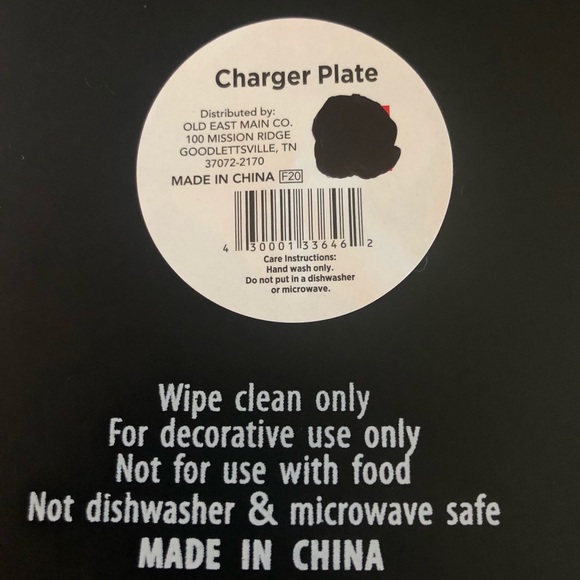 Charger Plate
Distributed by:
OLD EAST MAIN CO.
100 MISSION RIDGE
GOODLETTSVILLE, TN
37072-2170
MADE IN CHINA F20
4 30001 33646 2
Care Instructions:
Hand wash only.
Do not put in a dishwasher
or microwave.
Wipe clean only
For decorative use only
Not for use with food
Not dishwasher & microwave safe
MADE IN CHINA